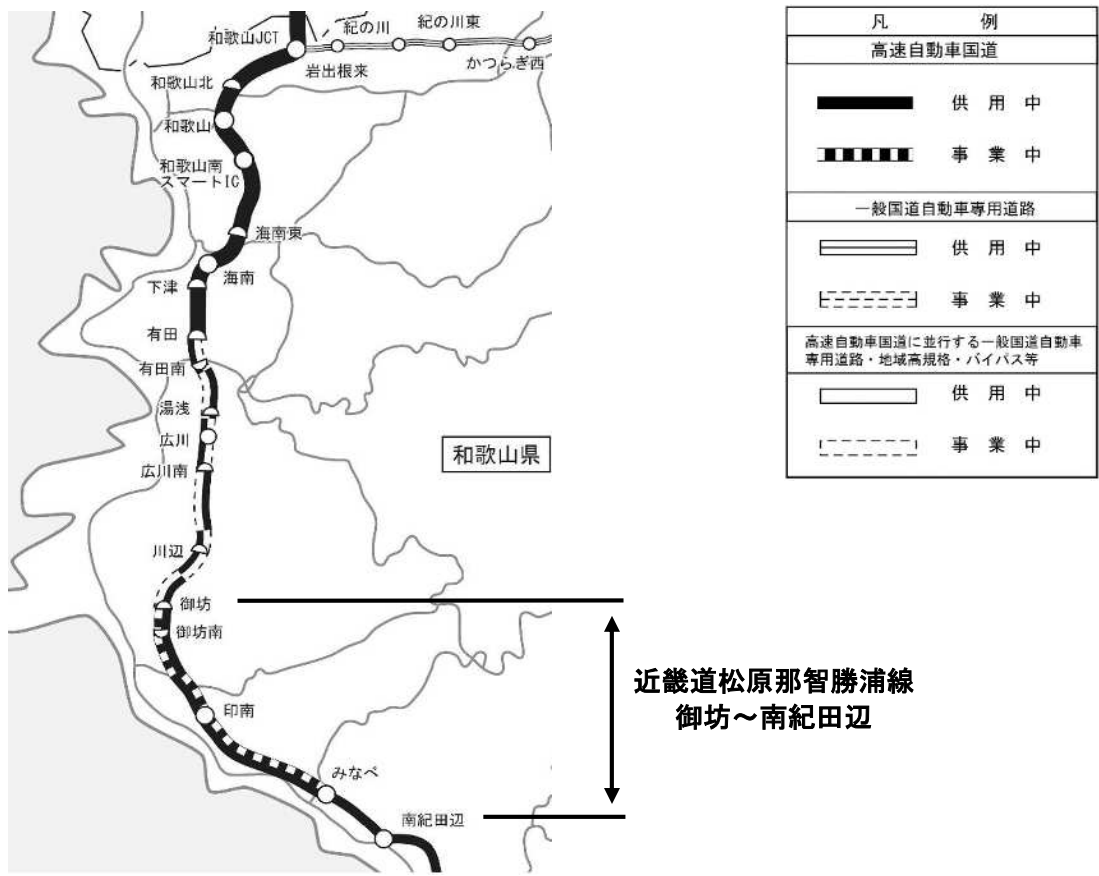 和歌山JCT
紀の川
紀の川東
岩出根来
かつらぎ西
和歌山北
和歌山
和歌山南
スマートIC
海南東
海南
下津
有田
有田南
湯浅
広川
広川南
和歌山県
川辺
御坊
御坊南
印南
みなべ
南紀田辺
近畿道松原那智勝浦線
御坊～南紀田辺
凡 例
高速自動車国道
供 用 中
事 業 中
一般国道自動車専用道路
供 用 中
事 業 中
高速自動車国道に並行する一般国道自動車
専用道路・地域高規格・バイパス等
供 用 中
事 業 中